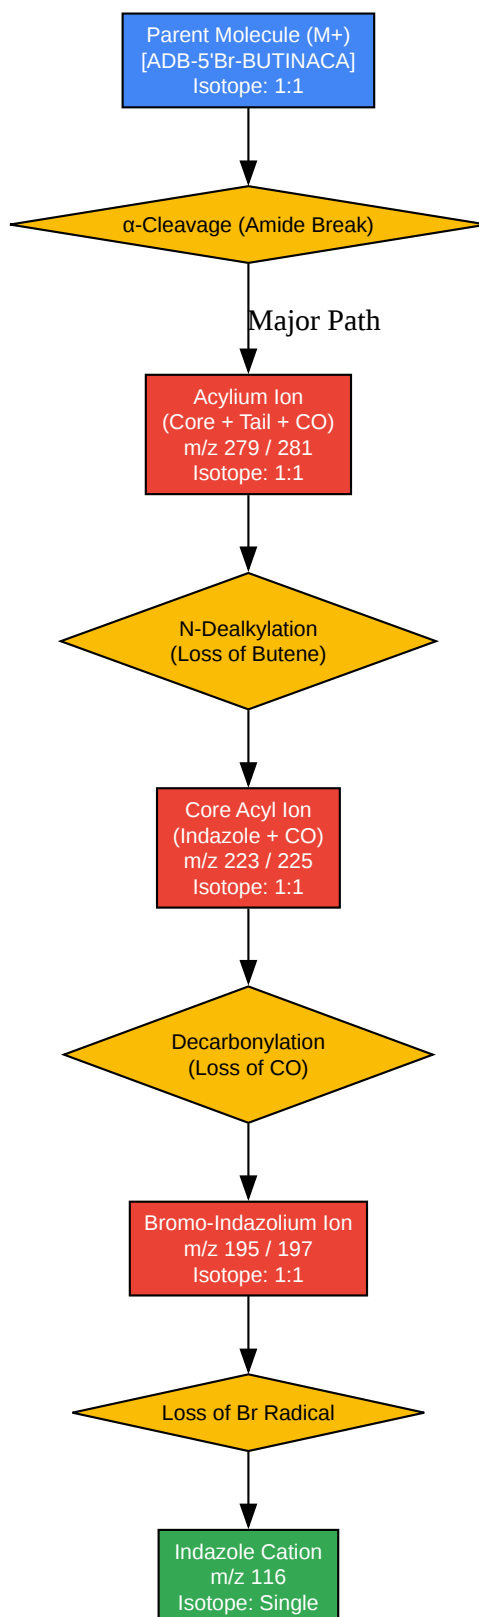 Parent Molecule (M+)
[ADB-5'Br-BUTINACA]
Isotope: 1:1
α-Cleavage (Amide Break)
Major Path
Acylium Ion
(Core + Tail + CO)
m/z 279 / 281
Isotope: 1:1
N-Dealkylation
(Loss of Butene)
Core Acyl Ion
(Indazole + CO)
m/z 223 / 225
Isotope: 1:1
Decarbonylation
(Loss of CO)
Bromo-Indazolium Ion
m/z 195 / 197
Isotope: 1:1
Loss of Br Radical
Indazole Cation
m/z 116
Isotope: Single